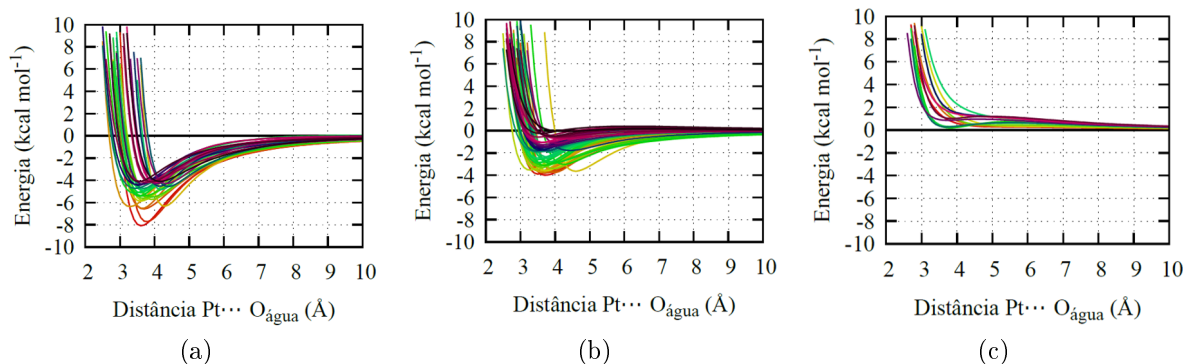 10
8
6
4
2
0
-2
-4
-6
-8
-10
Energia (kcal mol⁻¹)
2 3 4 5 6 7 8 9 10
Distância Pt··· O_água (Å)
(a)
10
8
6
4
2
0
-2
-4
-6
-8
-10
Energia (kcal mol⁻¹)
2 3 4 5 6 7 8 9 10
Distância Pt··· O_água (Å)
(b)
10
8
6
4
2
0
-2
-4
-6
-8
-10
Energia (kcal mol⁻¹)
2 3 4 5 6 7 8 9 10
Distância Pt··· O_água (Å)
(c)